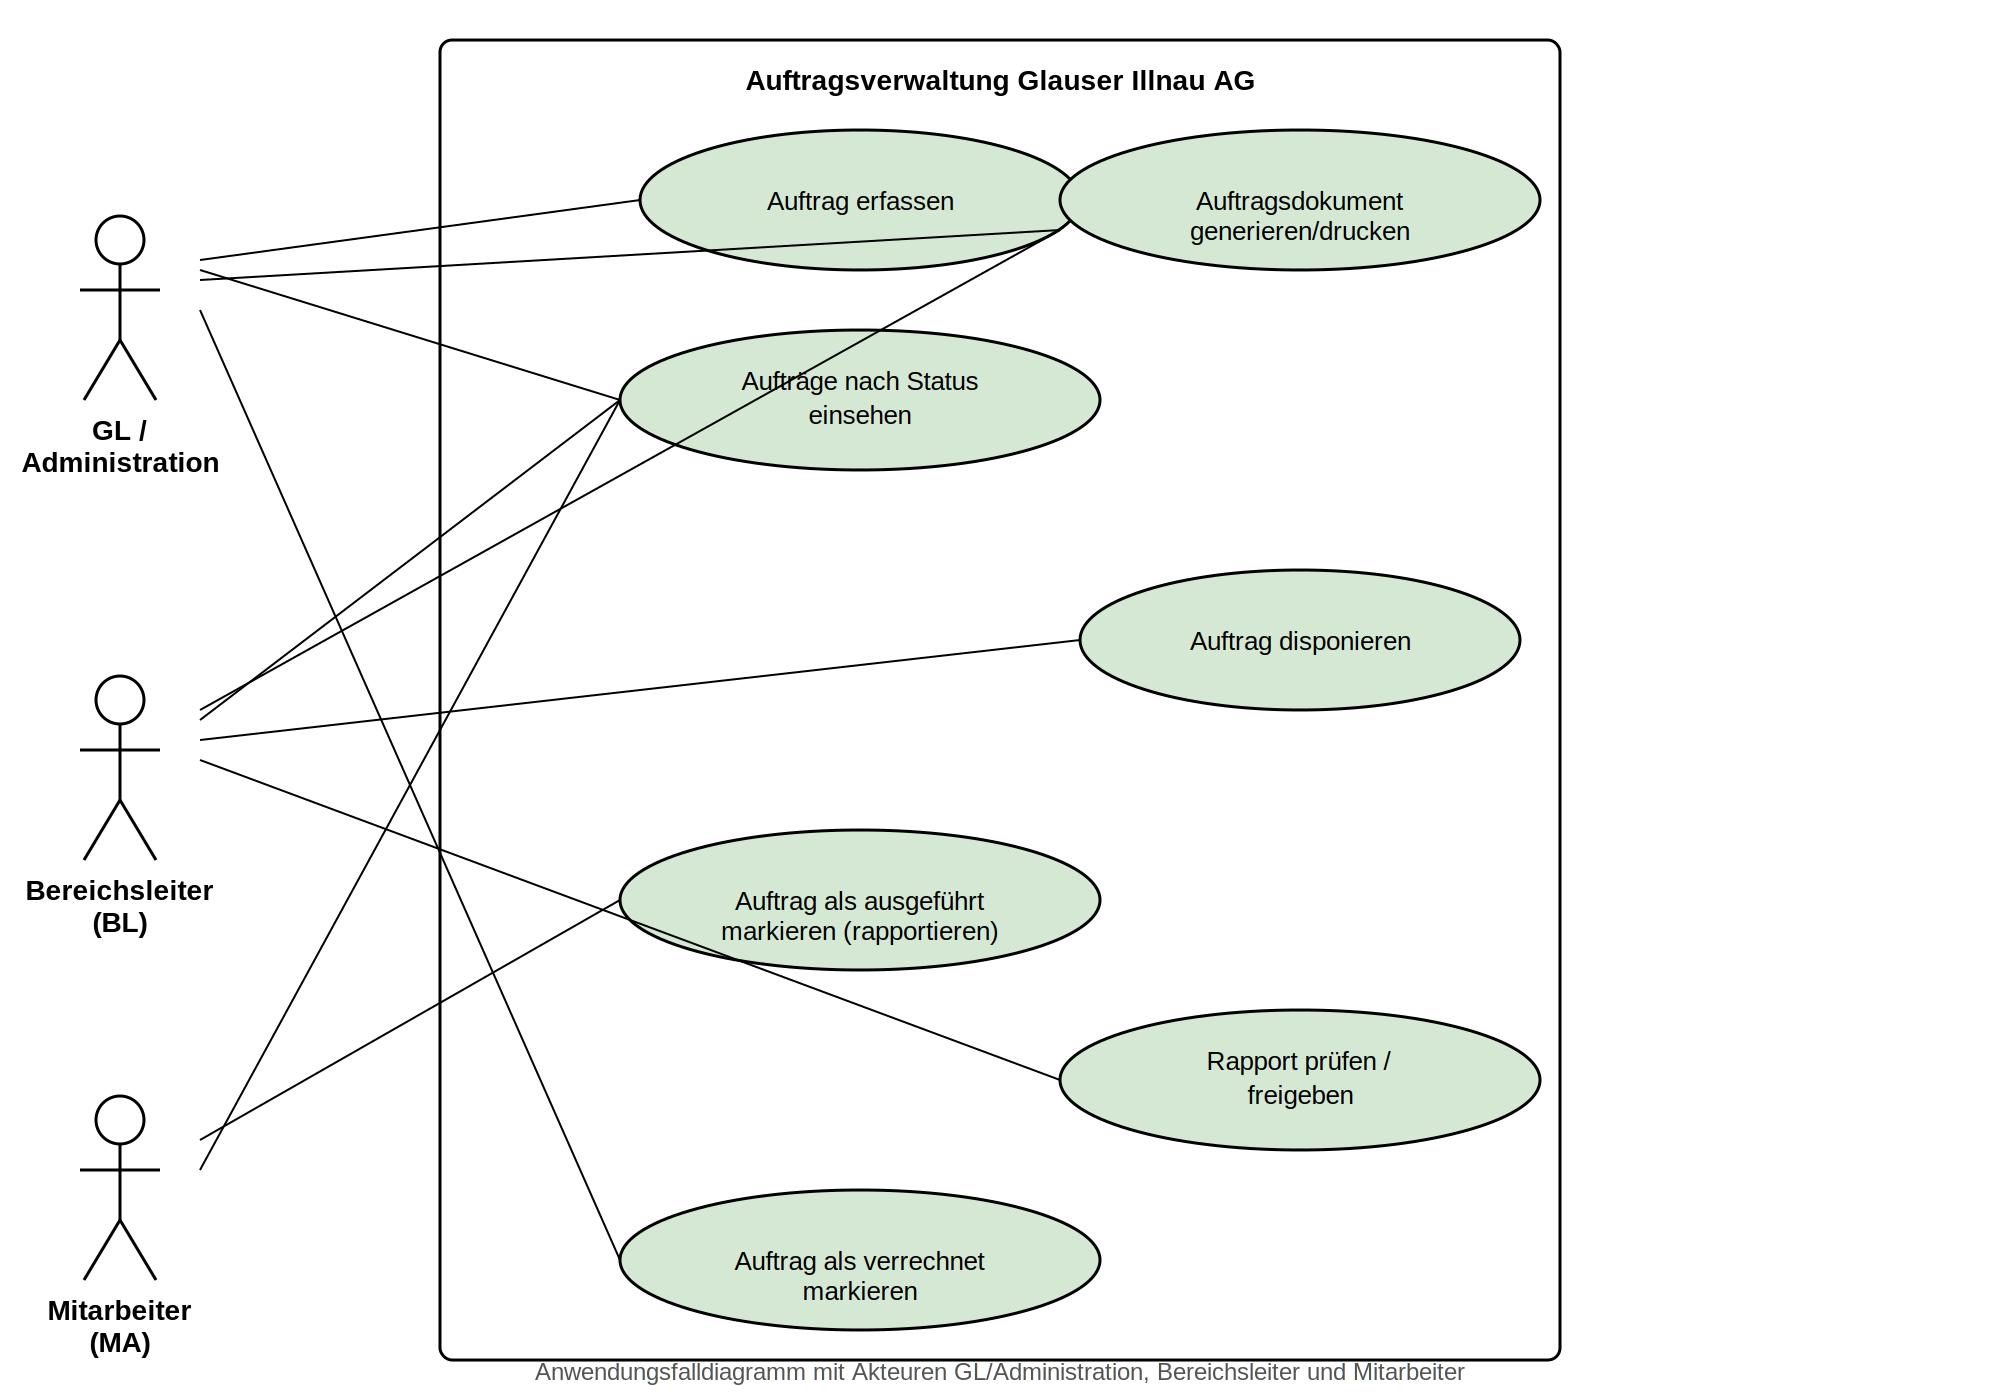 Auftragsverwaltung Glauser Illnau AG
Auftrag erfassen
Auftragsdokument
generieren/drucken
GL /
Administration
Aufträge nach Status
einsehen
Auftrag disponieren
Bereichsleiter
(BL)
Auftrag als ausgeführt
markieren (rapportieren)
Rapport prüfen /
freigeben
Auftrag als verrechnet
markieren
Mitarbeiter
(MA)
Anwendungsfalldiagramm mit Akteuren GL/Administration, Bereichsleiter und Mitarbeiter